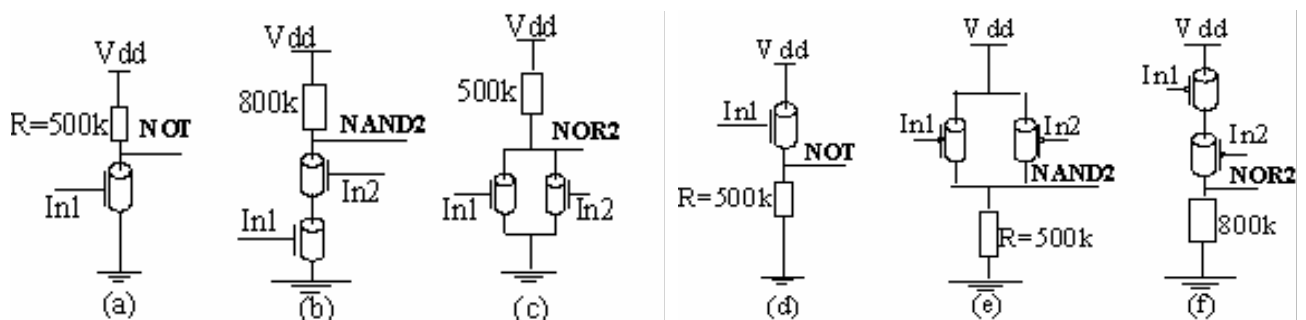 Vdd
R=500k
NOT
In1
(a)
Vdd
800k
NAND2
In2
In1
(b)
Vdd
500k
NOR2
In1
In2
(c)
Vdd
In1
NOT
R=500k
(d)
Vdd
In1
In2
NAND2
R=500k
(e)
Vdd
In1
In2
NOR2
800k
(f)